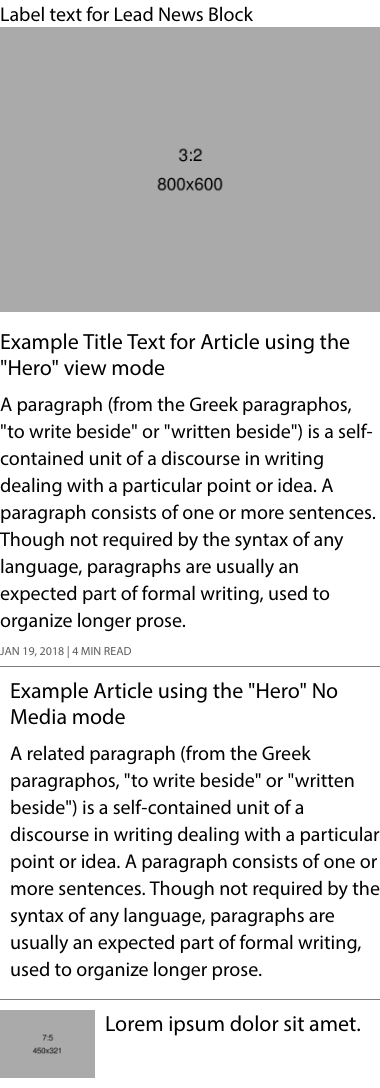 Label text for Lead News Block
3:2
800x600
Example Title Text for Article using the
"Hero" view mode
A paragraph (from the Greek paragraphos,
"to write beside" or "written beside") is a self-
contained unit of a discourse in writing
dealing with a particular point or idea. A
paragraph consists of one or more sentences.
Though not required by the syntax of any
language, paragraphs are usually an
expected part of formal writing, used to
organize longer prose.
JAN 19, 2018 | 4 MIN READ
Example Article using the "Hero" No
Media mode
A related paragraph (from the Greek
paragraphos, "to write beside" or "written
beside") is a self-contained unit of a
discourse in writing dealing with a particular
point or idea. A paragraph consists of one or
more sentences. Though not required by the
syntax of any language, paragraphs are
usually an expected part of formal writing,
used to organize longer prose.
7:5
450x321
Lorem ipsum dolor sit amet.